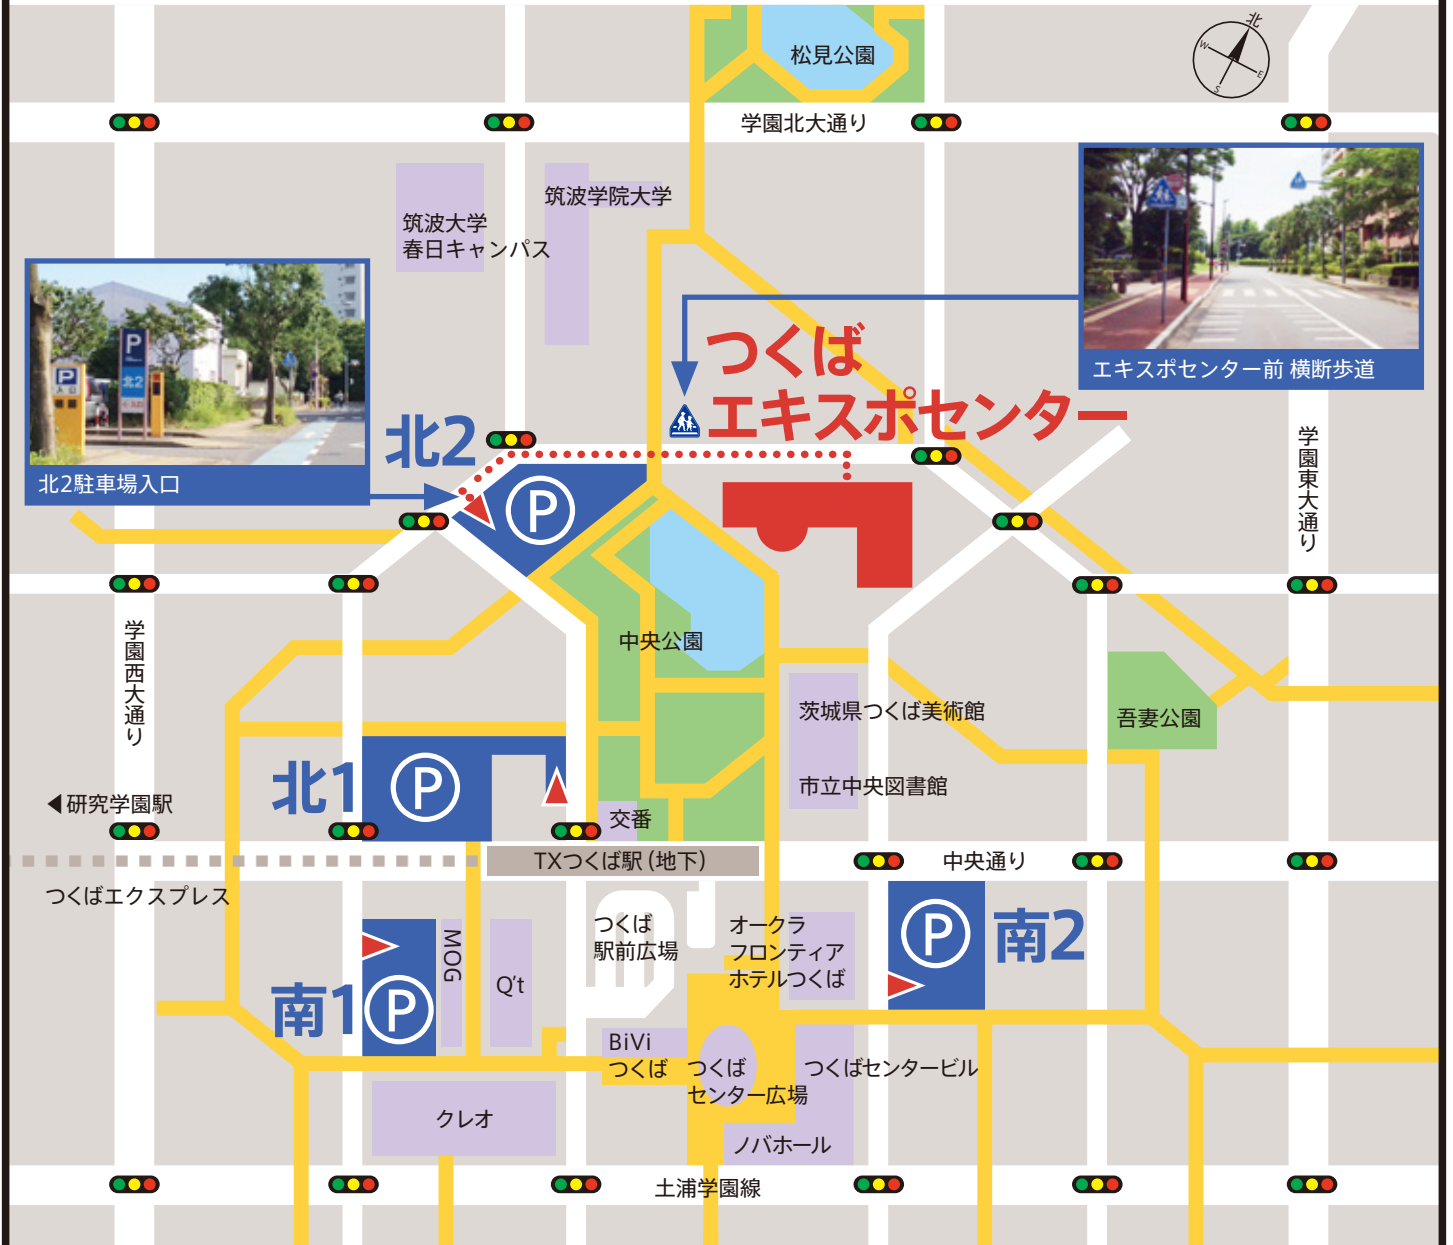 松見公園
北
W
E
S
学園北大通り
筑波学院大学
筑波大学
春日キャンパス
P
北2
北2駐車場入口
エキスポセンター前 横断歩道
つくば
エキスポセンター
北2
P
学園東大通り
学園西大通り
中央公園
茨城県つくば美術館
市立中央図書館
吾妻公園
北1
P
◀研究学園駅
交番
TXつくば駅（地下）
中央通り
つくばエクスプレス
MOG
Q't
つくば
駅前広場
オークラ
フロンティア
ホテルつくば
P
南2
南1
P
BiVi
つくば
つくば
センター広場
つくばセンタービル
クレオ
ノバホール
土浦学園線